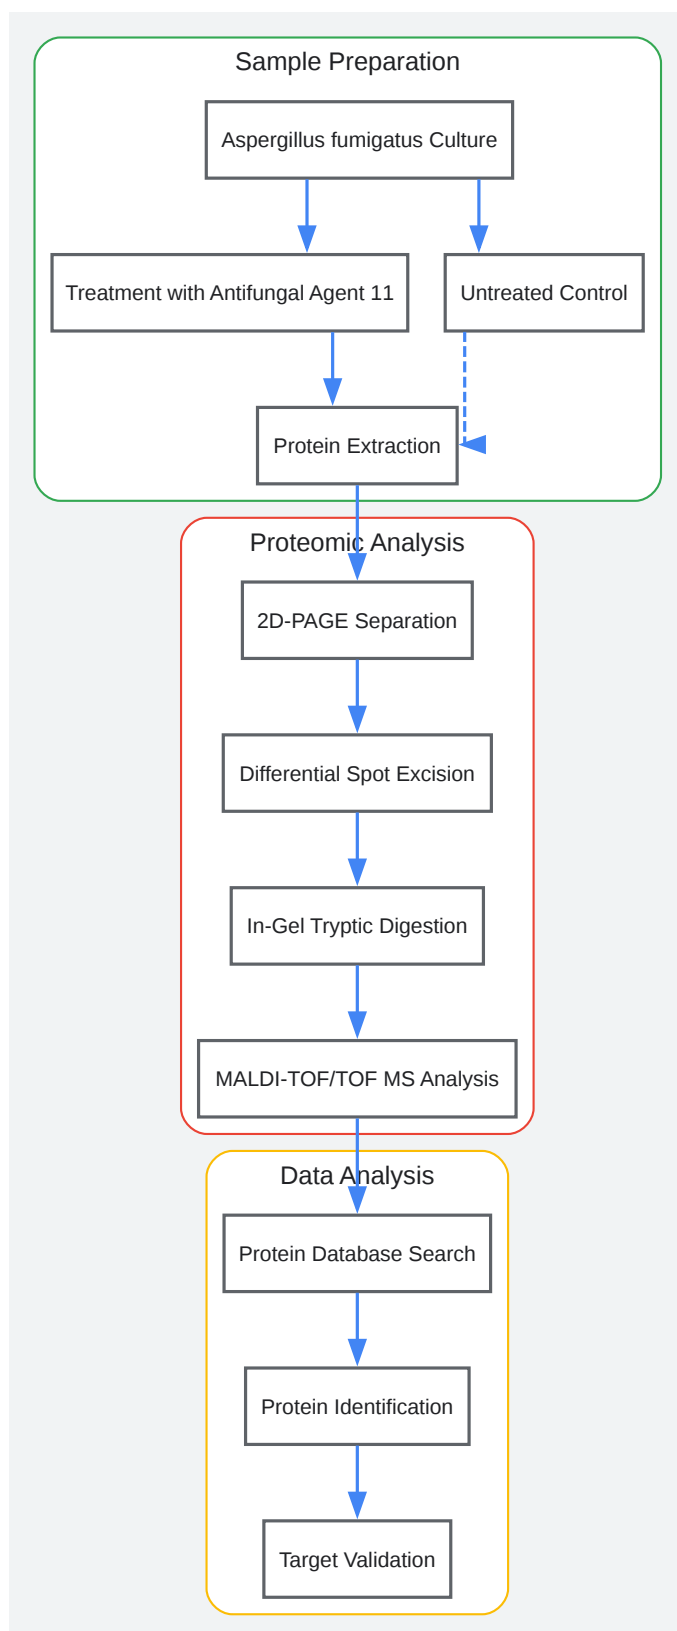 Sample Preparation
Aspergillus fumigatus Culture
Treatment with Antifungal Agent 11
Untreated Control
Protein Extraction
Proteomic Analysis
2D-PAGE Separation
Differential Spot Excision
In-Gel Tryptic Digestion
MALDI-TOF/TOF MS Analysis
Data Analysis
Protein Database Search
Protein Identification
Target Validation